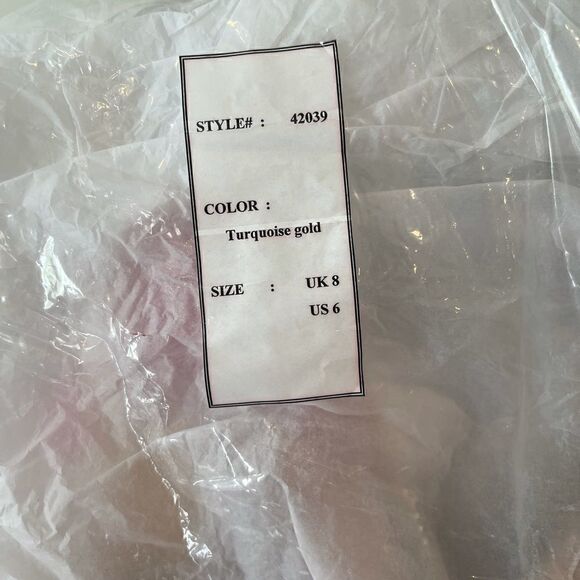 STYLE# : 42039
COLOR :
Turquoise gold
SIZE : UK 8
US 6